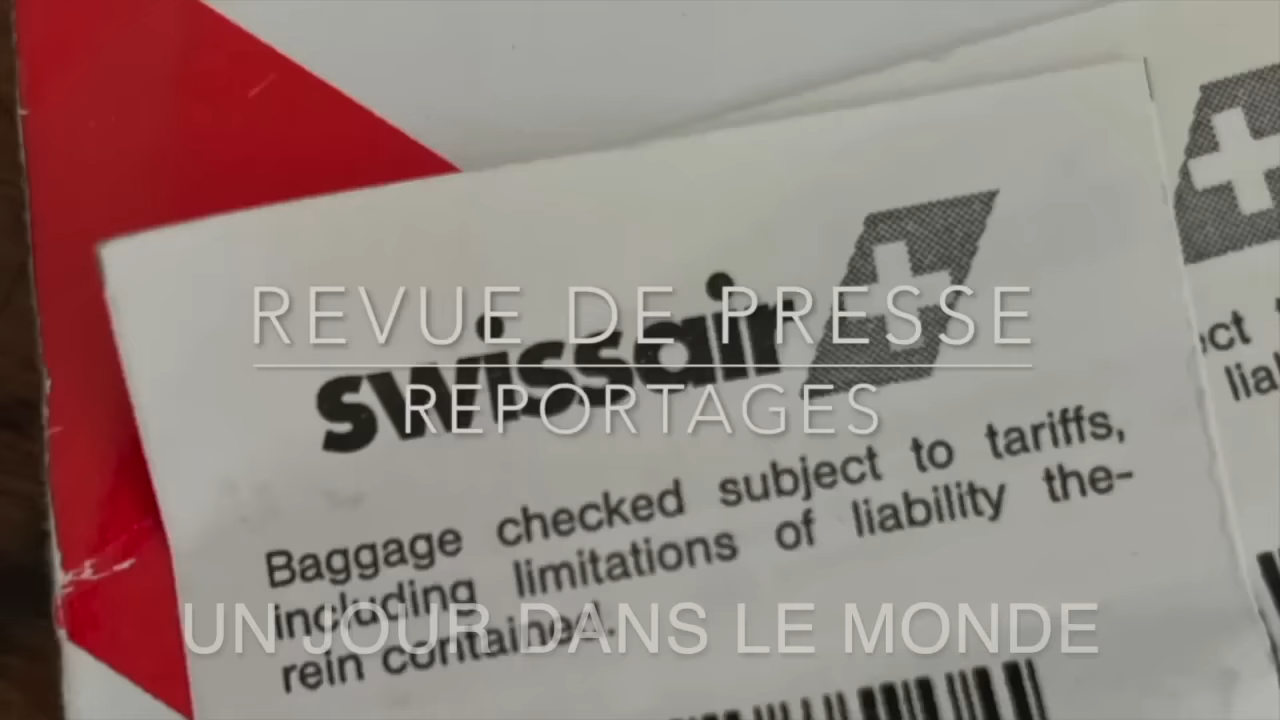 REVUE DE PRESSE
swissair
REPORTAGES
Baggage checked subject to tariffs,
including limitations of liability the-
rein contained.
UN JOUR DANS LE MONDE
ct
lia